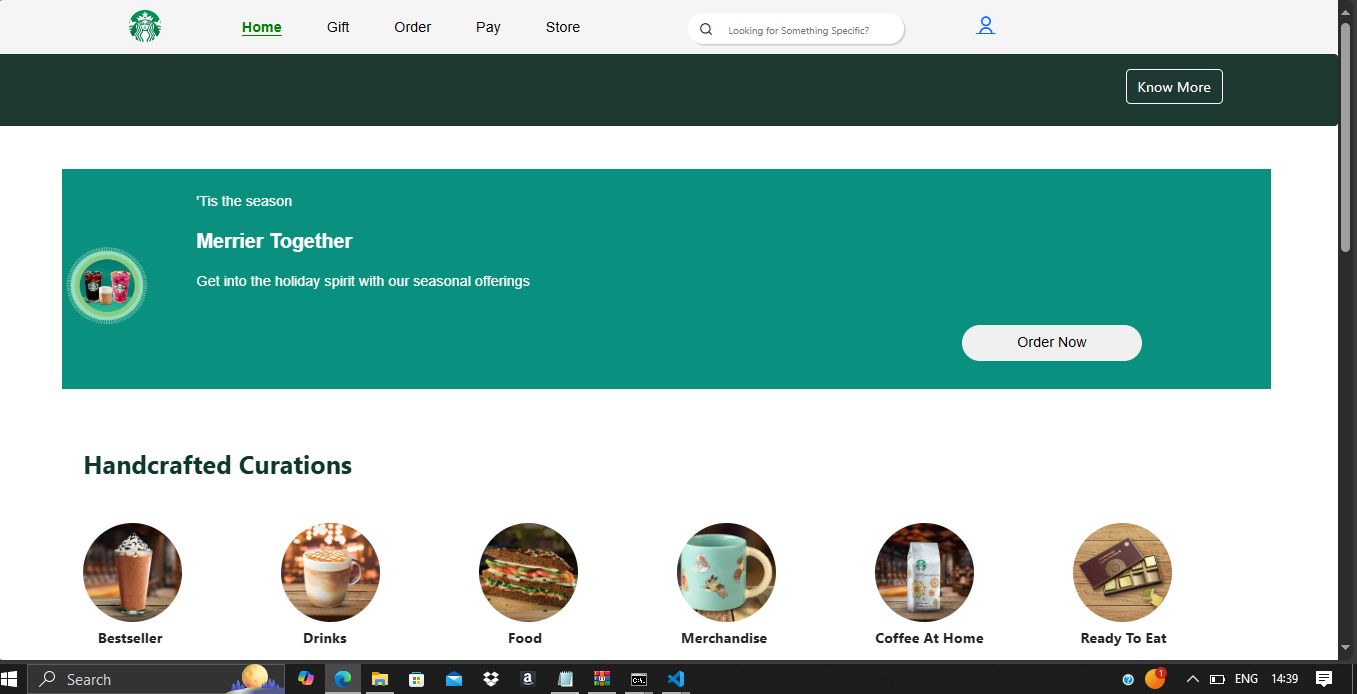 Home Gift Order Pay Store Looking for Something Specific?
Know More
'Tis the season
Merrier Together
Get into the holiday spirit with our seasonal offerings
Order Now
Handcrafted Curations
Bestseller Drinks Food Merchandise Coffee At Home Ready To Eat
Search 1 ENG 14:39